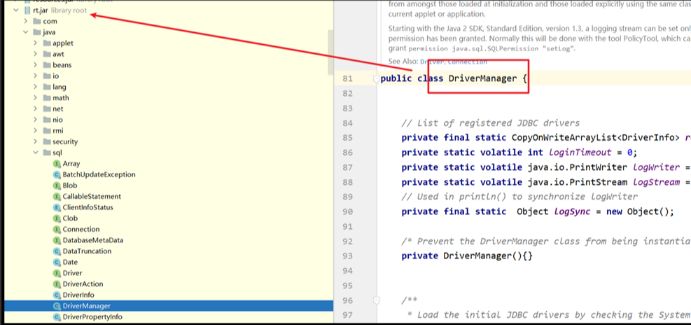 rt.jar library root
com
java
applet
awt
beans
io
lang
math
net
nio
rmi
security
sql
Array
BatchUpdateException
Blob
CallableStatement
ClientInfoStatus
Clob
Connection
DatabaseMetaData
DataTruncation
Date
Driver
DriverAction
DriverInfo
DriverManager
DriverPropertyInfo
from amongst those loaded at initialization and those loaded explicitly using the same
current applet or application.
Starting with the Java 2 SDK, Standard Edition, version 1.3, a logging stream can be set
permission has been granted. Normally this will be done with the tool PolicyTool, which
grant permission java.sql.SQLPermission "setLog".
See Also: Driver, Connection
81 public class DriverManager {
82
83
84 // List of registered JDBC drivers
85 private final static CopyOnWriteArrayList<DriverInfo>
86 private static volatile int loginTimeout = 0;
87 private static volatile java.io.PrintWriter logWriter =
88 private static volatile java.io.PrintStream logStream =
89 // Used in println() to synchronize logWriter
90 private final static Object logSync = new Object();
91
92 /* Prevent the DriverManager class from being
93 private DriverManager(){}
94
95
96 /**
97 * Load the initial JDBC drivers by checking the System